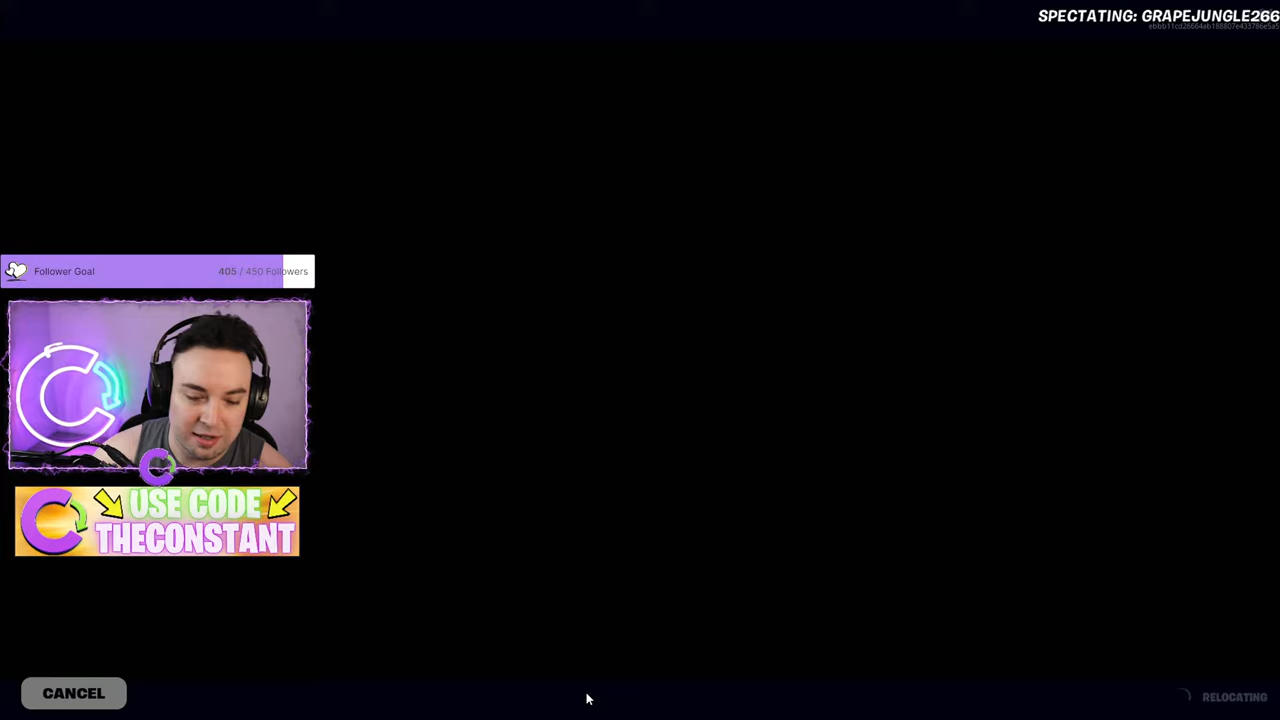 SPECTATING: GRAPEJUNGLE266
Follower Goal 405 / 450 Followers
USE CODE
THECONSTANT
CANCEL
RELOCATING